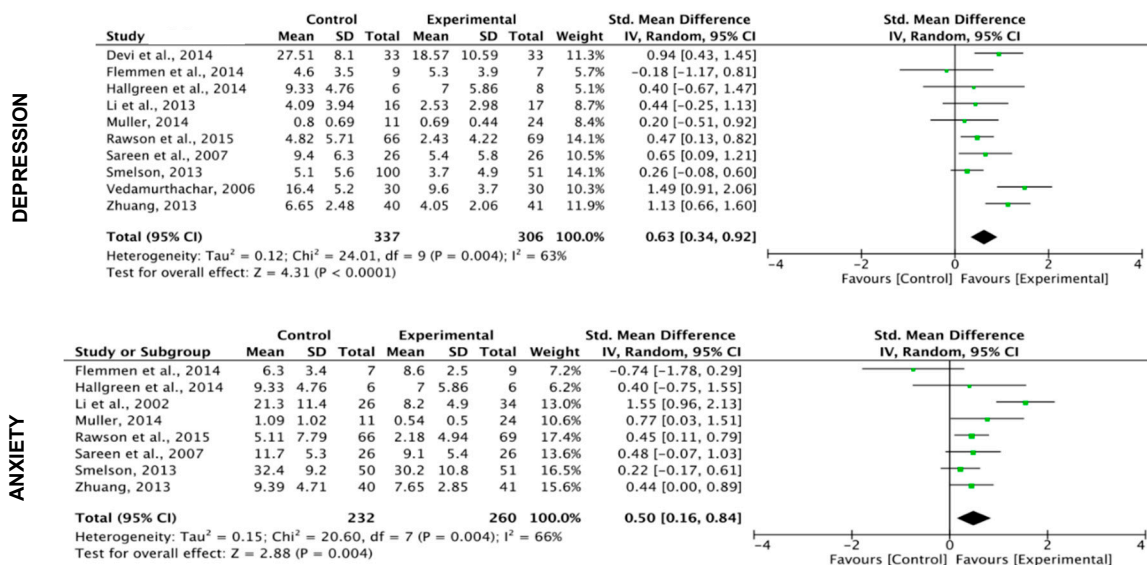 DEPRESSION
Control Experimental Std. Mean Difference Std. Mean Difference
Study Mean SD Total Mean SD Total Weight IV, Random, 95% CI IV, Random, 95% CI
Devi et al., 2014 27.51 8.1 33 18.57 10.59 33 11.3% 0.94 [0.43, 1.45]
Flemmen et al., 2014 4.6 3.5 9 5.3 3.9 7 5.7% -0.18 [-1.17, 0.81]
Hallgreen et al., 2014 9.33 4.76 6 7 5.86 8 5.1% 0.40 [-0.67, 1.47]
Li et al., 2013 4.09 3.94 16 2.53 2.98 17 8.7% 0.44 [-0.25, 1.13]
Muller, 2014 0.8 0.69 11 0.69 0.44 24 8.4% 0.20 [-0.51, 0.92]
Rawson et al., 2015 4.82 5.71 66 2.43 4.22 69 14.1% 0.47 [0.13, 0.82]
Sareen et al., 2007 9.4 6.3 26 5.4 5.8 26 10.5% 0.65 [0.09, 1.21]
Smelson, 2013 5.1 5.6 100 3.7 4.9 51 14.1% 0.26 [-0.08, 0.60]
Vedamurthachar, 2006 16.4 5.2 30 9.6 3.7 30 10.3% 1.49 [0.91, 2.06]
Zhuang, 2013 6.65 2.48 40 4.05 2.06 41 11.9% 1.13 [0.66, 1.60]
Total (95% CI) 337 306 100.0% 0.63 [0.34, 0.92]
Heterogeneity: Tau² = 0.12; Chi² = 24.01, df = 9 (P = 0.004); I² = 63%
Test for overall effect: Z = 4.31 (P < 0.0001)
-4 -2 0 2 4
Favours [Control] Favours [Experimental]
ANXIETY
Control Experimental Std. Mean Difference Std. Mean Difference
Study or Subgroup Mean SD Total Mean SD Total Weight IV, Random, 95% CI IV, Random, 95% CI
Flemmen et al., 2014 6.3 3.4 7 8.6 2.5 9 7.2% -0.74 [-1.78, 0.29]
Hallgreen et al., 2014 9.33 4.76 6 7 5.86 6 6.2% 0.40 [-0.75, 1.55]
Li et al., 2002 21.3 11.4 26 8.2 4.9 34 13.0% 1.55 [0.96, 2.13]
Muller, 2014 1.09 1.02 11 0.54 0.5 24 10.6% 0.77 [0.03, 1.51]
Rawson et al., 2015 5.11 7.79 66 2.18 4.94 69 17.4% 0.45 [0.11, 0.79]
Sareen et al., 2007 11.7 5.3 26 9.1 5.4 26 13.6% 0.48 [-0.07, 1.03]
Smelson, 2013 32.4 9.2 50 30.2 10.8 51 16.5% 0.22 [-0.17, 0.61]
Zhuang, 2013 9.39 4.71 40 7.65 2.85 41 15.6% 0.44 [0.00, 0.89]
Total (95% CI) 232 260 100.0% 0.50 [0.16, 0.84]
Heterogeneity: Tau² = 0.15; Chi² = 20.60, df = 7 (P = 0.004); I² = 66%
Test for overall effect: Z = 2.88 (P = 0.004)
-4 -2 0 2 4
Favours [Control] Favours [Experimental]